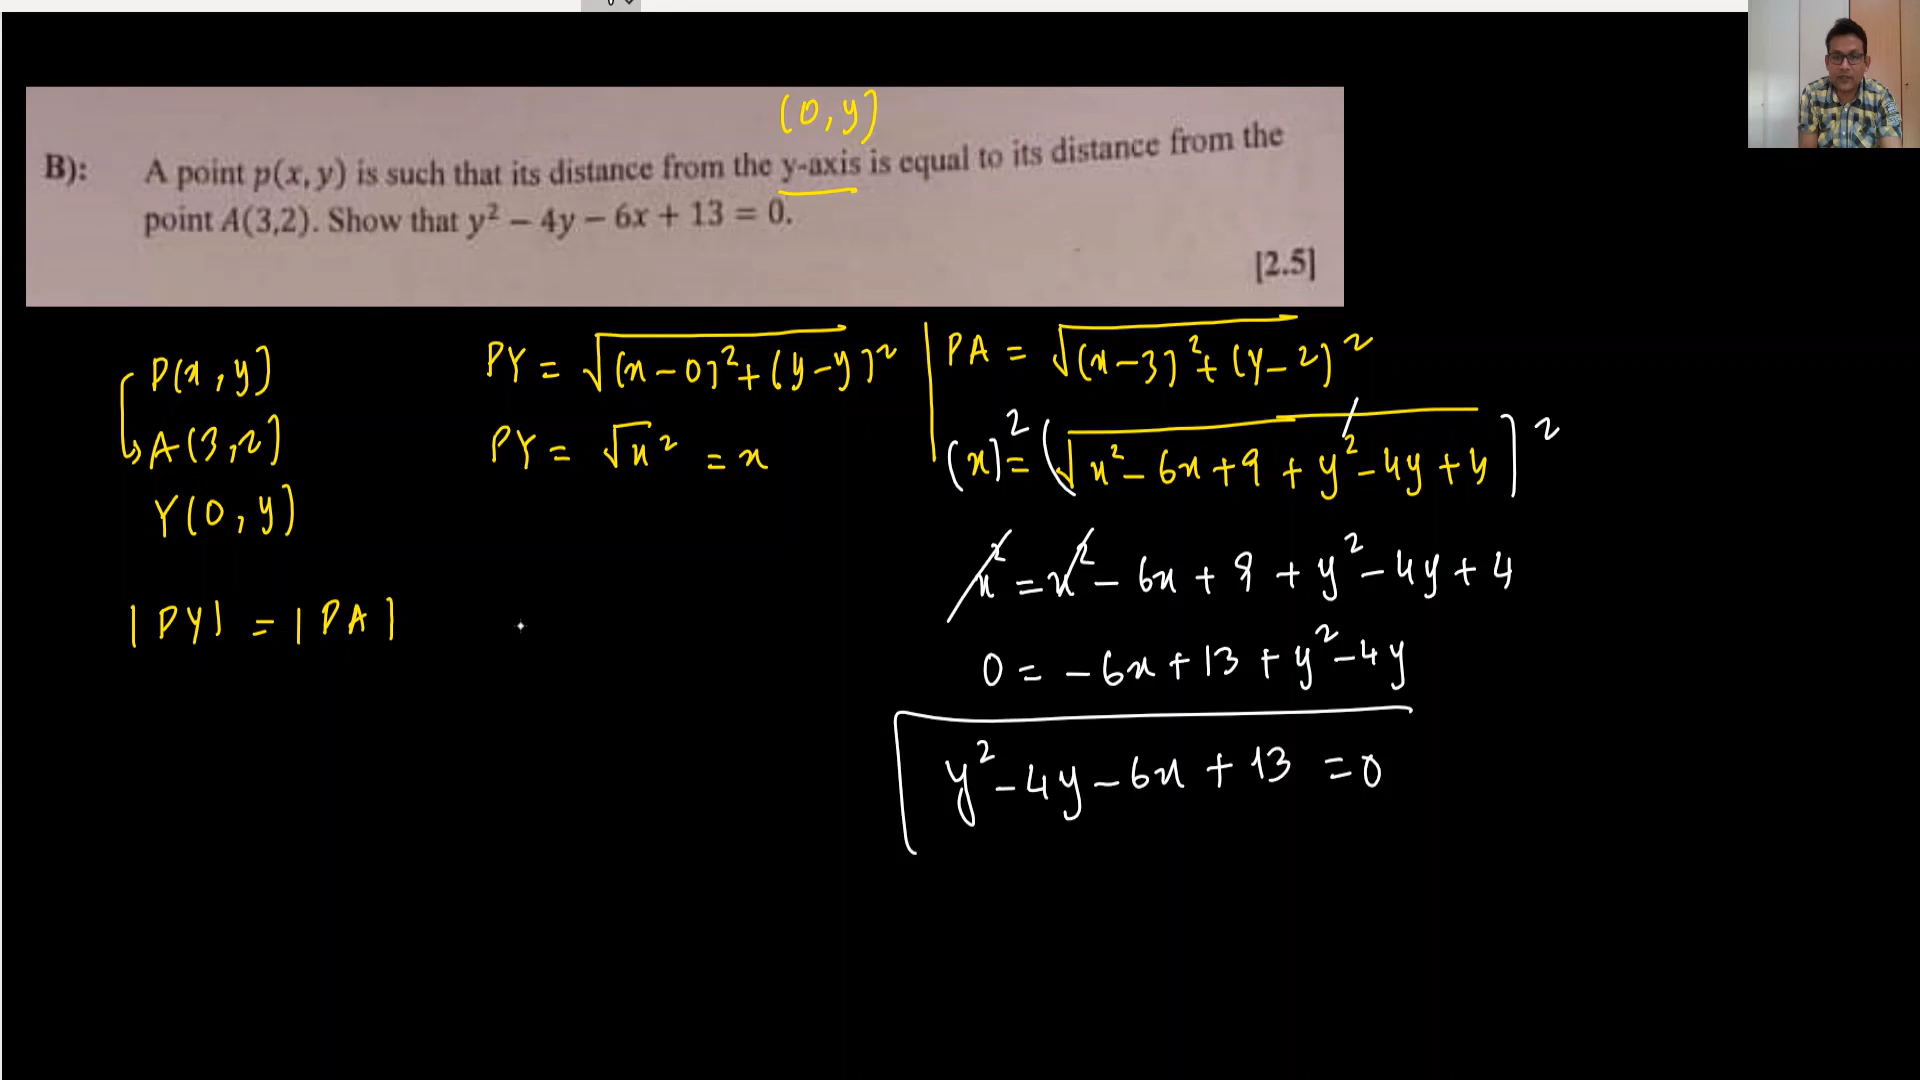 (0,y)
B): A point p(x, y) is such that its distance from the y-axis is equal to its distance from the
point A(3,2). Show that y² – 4y – 6x + 13 = 0.
[2.5]
P(x,y)
A(3,2)
Y(0,y)
|PY| = |PA|
PY = √(x-0)²+(y-y)²
PY = √x² = x
PA = √(x-3)²+(y-2)²
(x)² = (√x²-6x+9+y²-4y+4)²
x² = x²-6x+9+y²-4y+4
0 = -6x+13+y²-4y
y²-4y-6x+13 = 0